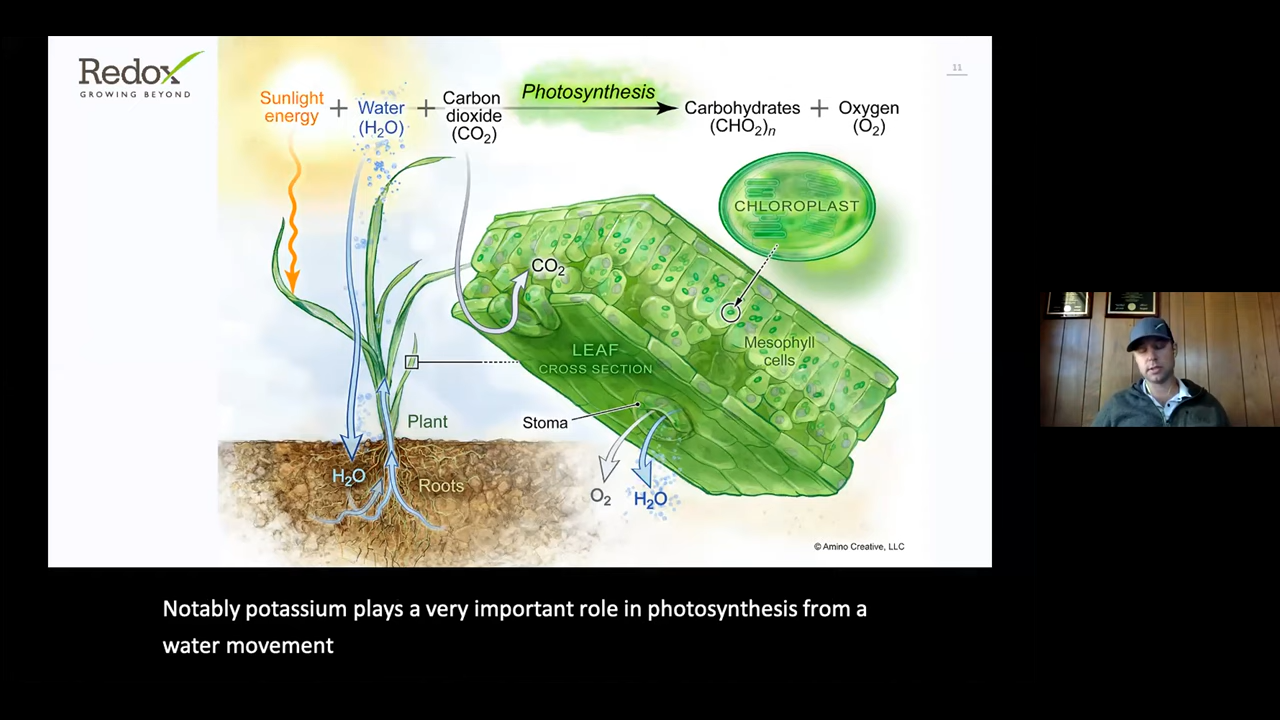 Redox
GROWING BEYOND
11
Sunlight
energy
+
Water
(H₂O)
+
Carbon
dioxide
(CO₂)
Photosynthesis
Carbohydrates
(CHO₂)n
+
Oxygen
(O₂)
CHLOROPLAST
CO₂
Mesophyll
cells
LEAF
CROSS SECTION
Stoma
Plant
H₂O
Roots
O₂
H₂O
© Amino Creative, LLC
Notably potassium plays a very important role in photosynthesis from a
water movement